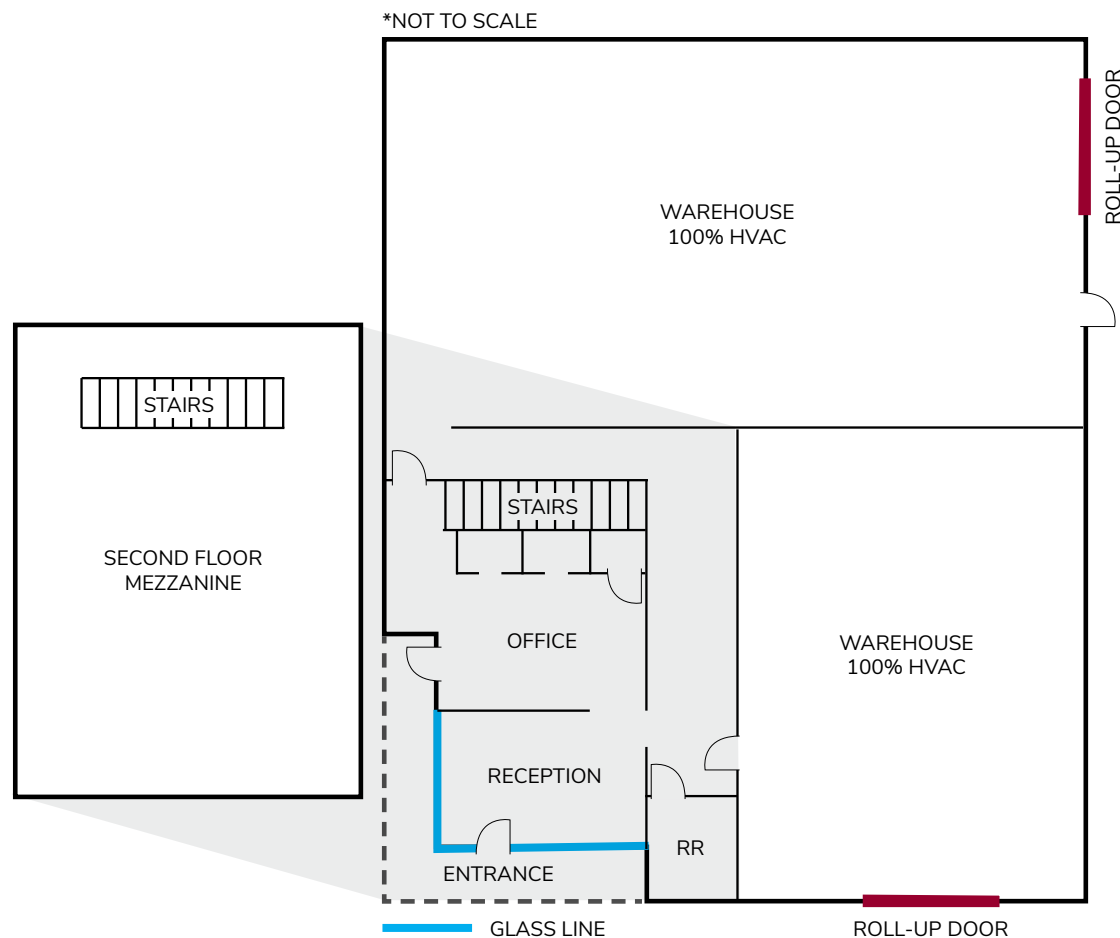 *NOT TO SCALE
ROLL-UP DOOR
WAREHOUSE
100% HVAC
STAIRS
STAIRS
SECOND FLOOR
MEZZANINE
OFFICE
WAREHOUSE
100% HVAC
RECEPTION
RR
ENTRANCE
GLASS LINE
ROLL-UP DOOR